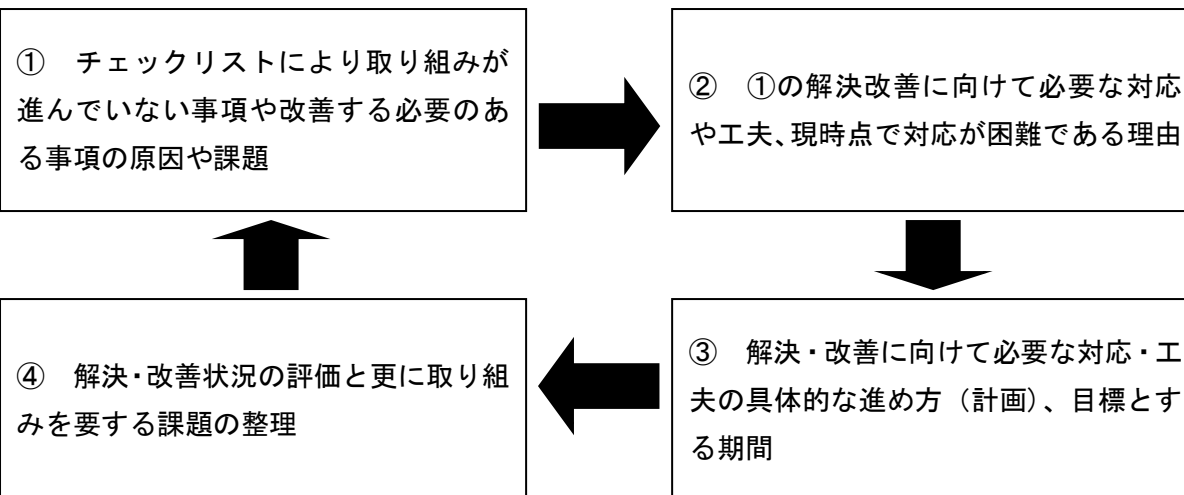 ① チェックリストにより取り組みが
進んでいない事項や改善する必要のあ
る事項の原因や課題
② ①の解決改善に向けて必要な対応
や工夫、現時点で対応が困難である理由
③ 解決・改善に向けて必要な対応・工
夫の具体的な進め方（計画）、目標とす
る期間
④ 解決・改善状況の評価と更に取り組
みを要する課題の整理